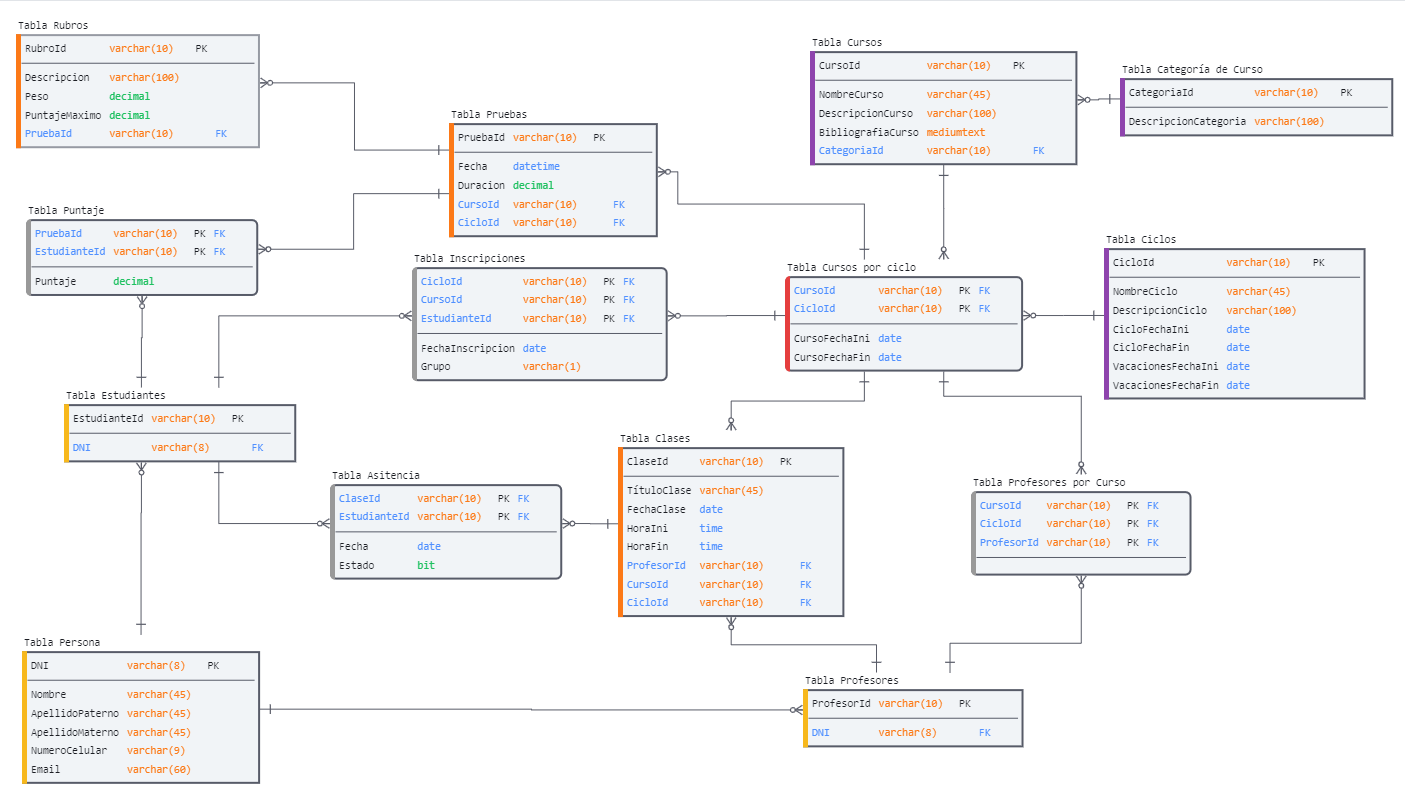 Tabla Rubros
RubroId varchar(10) PK
Descripcion varchar(100)
Peso decimal
PuntajeMaximo decimal
PruebaId varchar(10) FK
Tabla Pruebas
PruebaId varchar(10) PK
Fecha datetime
Duracion decimal
CursoId varchar(10) FK
CicloId varchar(10) FK
Tabla Cursos
CursoId varchar(10) PK
NombreCurso varchar(45)
DescripcionCurso varchar(100)
BibliografiaCurso mediumtext
CategoriaId varchar(10) FK
Tabla Categoría de Curso
CategoriaId varchar(10) PK
DescripcionCategoria varchar(100)
Tabla Puntaje
PruebaId varchar(10) PK FK
EstudianteId varchar(10) PK FK
Puntaje decimal
Tabla Inscripciones
CicloId varchar(10) PK FK
CursoId varchar(10) PK FK
EstudianteId varchar(10) PK FK
FechaInscripcion date
Grupo varchar(1)
Tabla Cursos por ciclo
CursoId varchar(10) PK FK
CicloId varchar(10) PK FK
CursoFechaIni date
CursoFechaFin date
Tabla Ciclos
CicloId varchar(10) PK
NombreCiclo varchar(45)
DescripcionCiclo varchar(100)
CicloFechaIni date
CicloFechaFin date
VacacionesFechaIni date
VacacionesFechaFin date
Tabla Estudiantes
EstudianteId varchar(10) PK
DNI varchar(8) FK
Tabla Asitencia
ClaseId varchar(10) PK FK
EstudianteId varchar(10) PK FK
Fecha date
Estado bit
Tabla Clases
ClaseId varchar(10) PK
TítuloClase varchar(45)
FechaClase date
HoraIni time
HoraFin time
ProfesorId varchar(10) FK
CursoId varchar(10) FK
CicloId varchar(10) FK
Tabla Profesores por Curso
CursoId varchar(10) PK FK
CicloId varchar(10) PK FK
ProfesorId varchar(10) PK FK
Tabla Persona
DNI varchar(8) PK
Nombre varchar(45)
ApellidoPaterno varchar(45)
ApellidoMaterno varchar(45)
NumeroCelular varchar(9)
Email varchar(60)
Tabla Profesores
ProfesorId varchar(10) PK
DNI varchar(8) FK